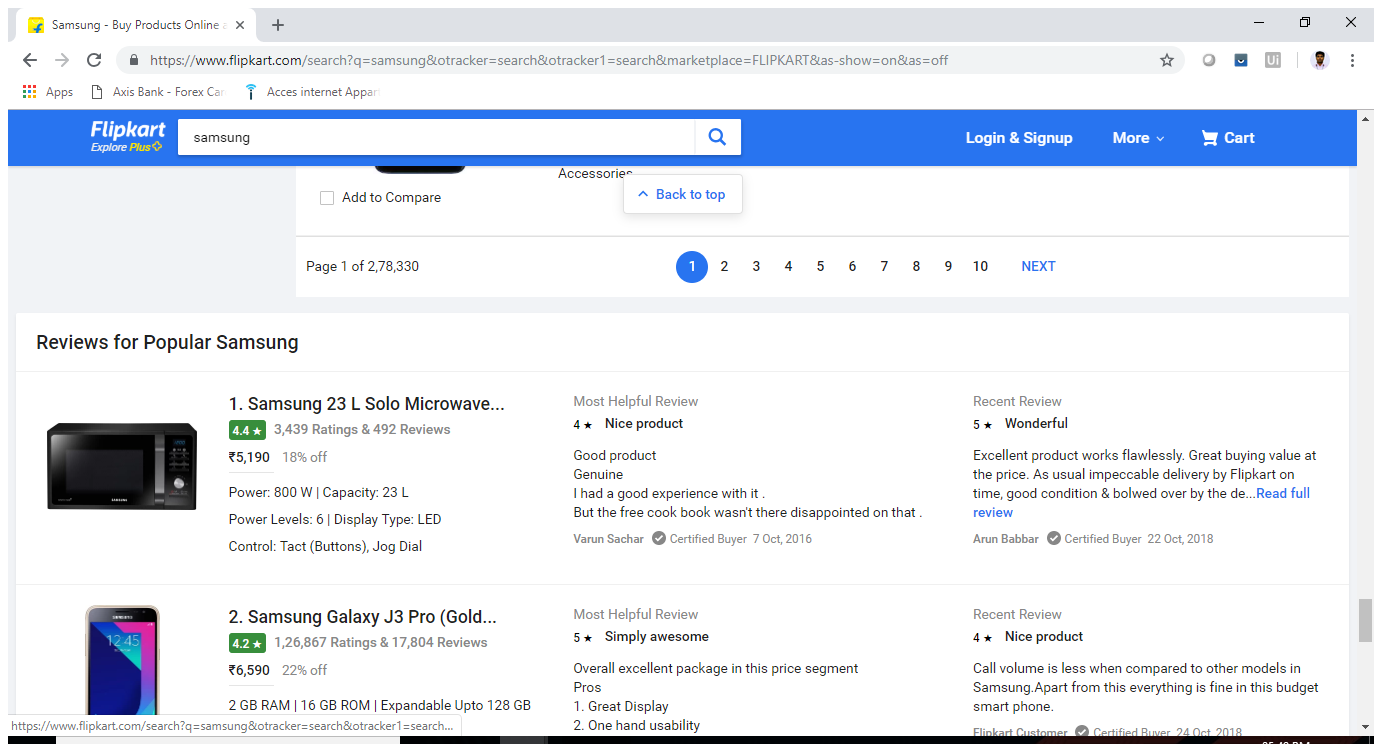 Samsung - Buy Products Online a
https://www.flipkart.com/search?q=samsung&otracker=search&otracker1=search&marketplace=FLIPKART&as-show=on&as=off
Ui
Apps
Axis Bank - Forex Car
Acces internet Appar
Flipkart
Explore Plus
samsung
Login & Signup
More
Cart
Accessories
Add to Compare
Back to top
Page 1 of 2,78,330
1 2 3 4 5 6 7 8 9 10 NEXT
Reviews for Popular Samsung
SAMSUNG
1. Samsung 23 L Solo Microwave...
4.4 ★ 3,439 Ratings & 492 Reviews
₹5,190 18% off
Power: 800 W | Capacity: 23 L
Power Levels: 6 | Display Type: LED
Control: Tact (Buttons), Jog Dial
Most Helpful Review
4 ★ Nice product
Good product
Genuine
I had a good experience with it .
But the free cook book wasn't there disappointed on that .
Varun Sachar Certified Buyer 7 Oct, 2016
Recent Review
5 ★ Wonderful
Excellent product works flawlessly. Great buying value at
the price. As usual impeccable delivery by Flipkart on
time, good condition & bolwed over by the de...Read full
review
Arun Babbar Certified Buyer 22 Oct, 2018
SAMSUNG
12:45
2. Samsung Galaxy J3 Pro (Gold...
4.2 ★ 1,26,867 Ratings & 17,804 Reviews
₹6,590 22% off
2 GB RAM | 16 GB ROM | Expandable Upto 128 GB
Most Helpful Review
5 ★ Simply awesome
Overall excellent package in this price segment
Pros
1. Great Display
2. One hand usability
Recent Review
4 ★ Nice product
Call volume is less when compared to other models in
Samsung.Apart from this everything is fine in this budget
smart phone.
Flipkart Customer Certified Buyer 24 Oct, 2018
https://www.flipkart.com/search?q=samsung&otracker=search&otracker1=search...